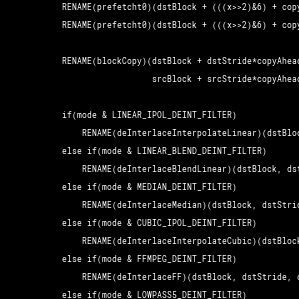 RENAME(prefetcht0)(dstBlock + (((x>>2)&6) + copy
RENAME(prefetcht0)(dstBlock + (((x>>2)&6) + copy
RENAME(blockCopy)(dstBlock + dstStride*copyAhead
srcBlock + srcStride*copyAhead
if(mode & LINEAR_IPOL_DEINT_FILTER)
RENAME(deInterlaceInterpolateLinear)(dstBloc
else if(mode & LINEAR_BLEND_DEINT_FILTER)
RENAME(deInterlaceBlendLinear)(dstBlock, dst
else if(mode & MEDIAN_DEINT_FILTER)
RENAME(deInterlaceMedian)(dstBlock, dstStrid
else if(mode & CUBIC_IPOL_DEINT_FILTER)
RENAME(deInterlaceInterpolateCubic)(dstBlock
else if(mode & FFMPEG_DEINT_FILTER)
RENAME(deInterlaceFF)(dstBlock, dstStride, c
else if(mode & LOWPASS5_DEINT_FILTER)